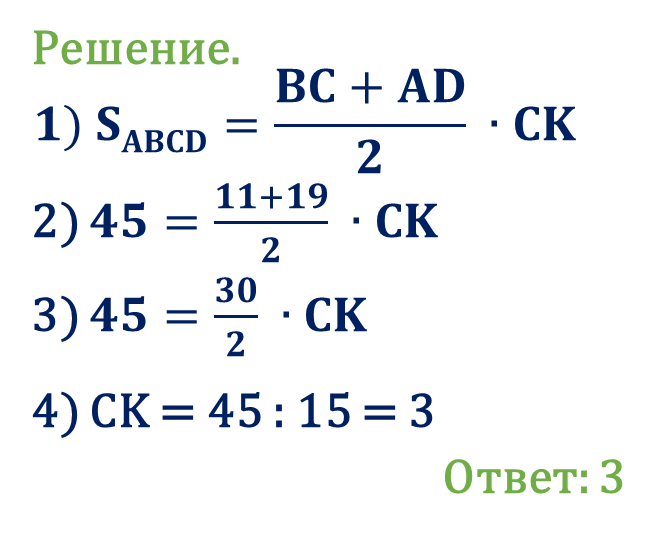 Решение.
1) S_ABCD = (BC + AD)/2 · CK
2) 45 = (11+19)/2 · CK
3) 45 = 30/2 · CK
4) CK = 45 : 15 = 3
Ответ: 3